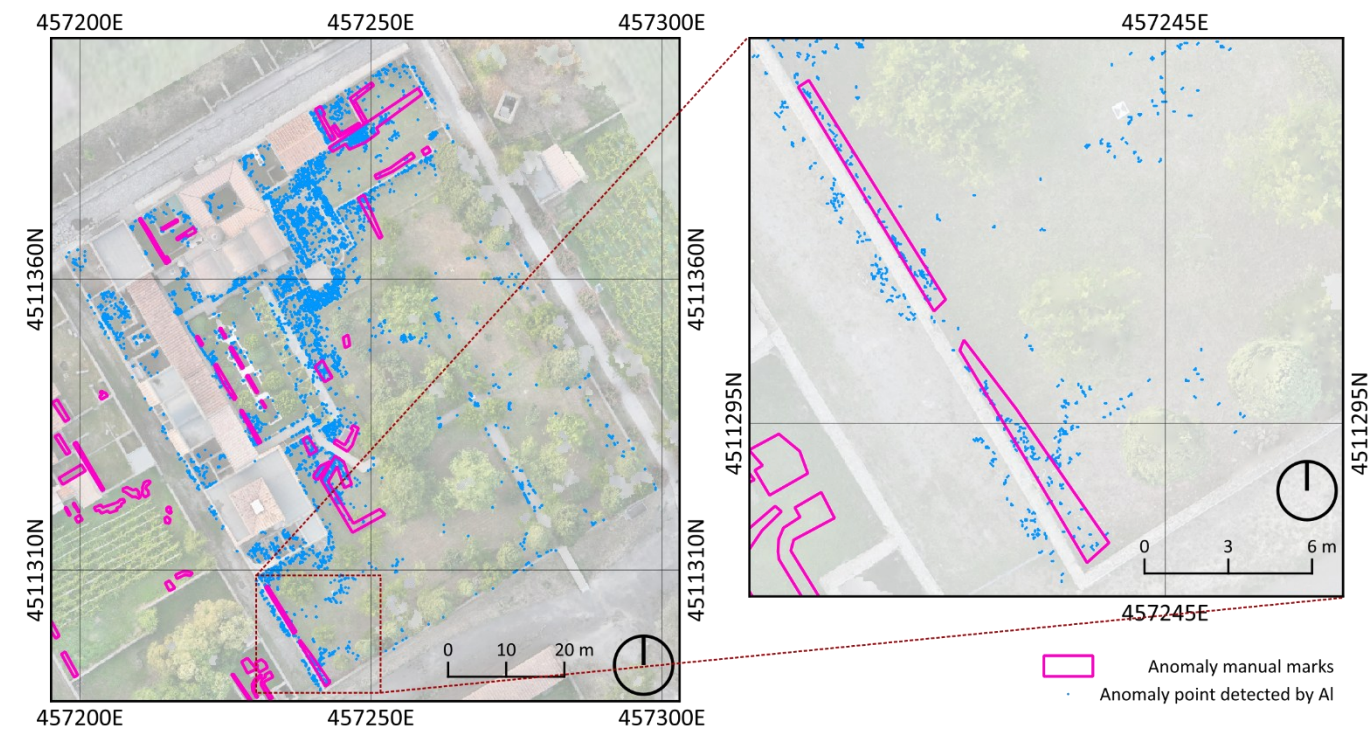 457200E 457250E 457300E 457245E
4511360N 4511360N
4511295N 4511295N
4511310N 4511310N
0 10 20 m
0 3 6 m
457200E 457250E 457300E 457245E
Anomaly manual marks
Anomaly point detected by AI